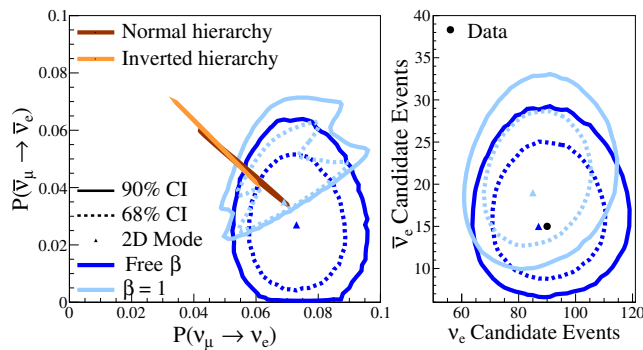 Normal hierarchy
Inverted hierarchy
90% CI
68% CI
2D Mode
Free β
β = 1
P(ν̅μ → ν̅e)
0.1
0.08
0.06
0.04
0.02
0
0 0.02 0.04 0.06 0.08 0.1
P(νμ → νe)
Data
ν̅e Candidate Events
40
35
30
25
20
15
10
60 80 100 120
νe Candidate Events